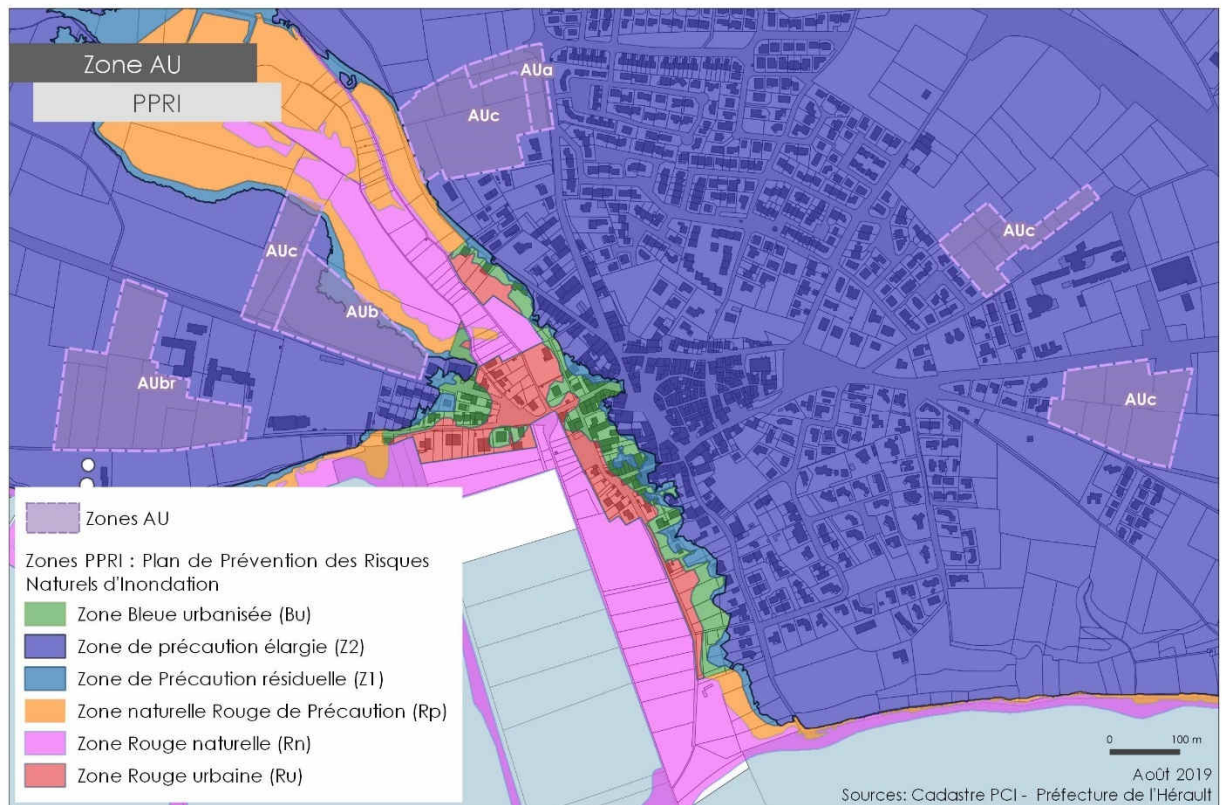 Zone AU
PPRI
AUa
AUc
AUc
AUc
AUb
AUbr
AUc
Zones AU
Zones PPRI : Plan de Prévention des Risques
Naturels d'Inondation
Zone Bleue urbanisée (Bu)
Zone de précaution élargie (Z2)
Zone de Précaution résiduelle (Z1)
Zone naturelle Rouge de Précaution (Rp)
Zone Rouge naturelle (Rn)
Zone Rouge urbaine (Ru)
0 100 m
Août 2019
Sources: Cadastre PCI - Préfecture de l'Hérault